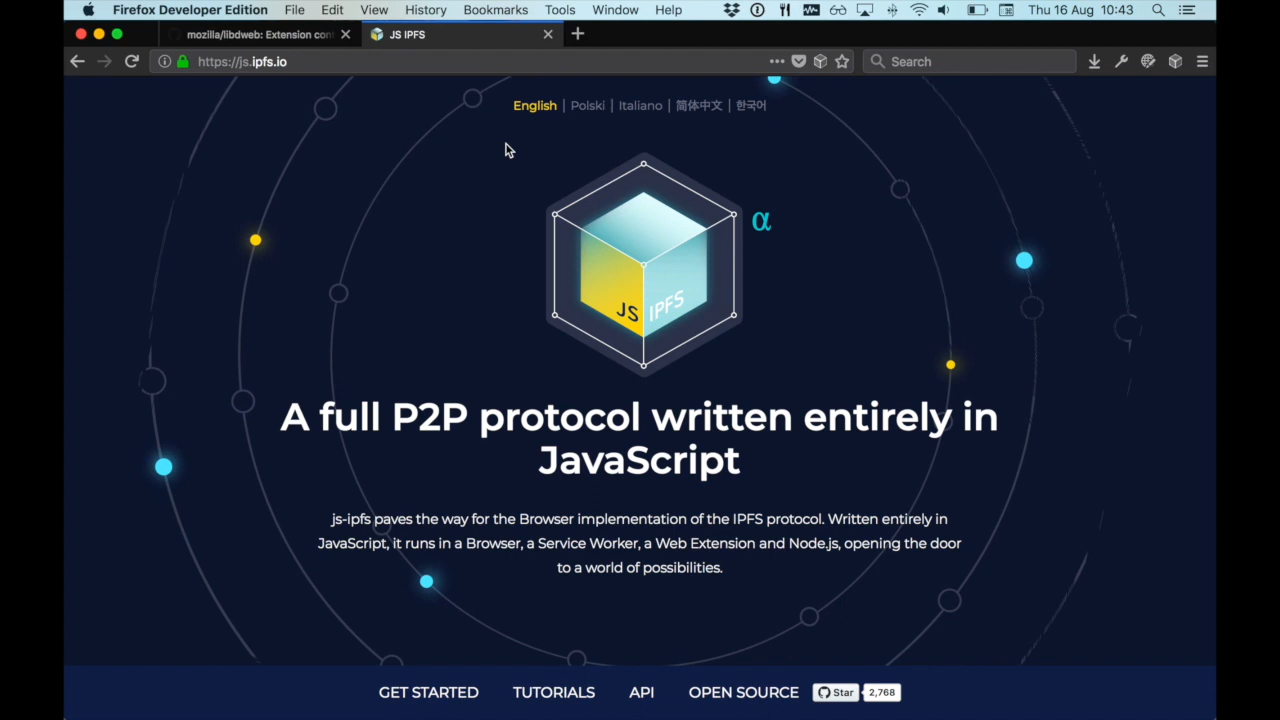 Firefox Developer Edition File Edit View History Bookmarks Tools Window Help Thu 16 Aug 10:43
mozilla/libdweb: Extension con JS IPFS
https://js.ipfs.io Search
English | Polski | Italiano | 简体中文 | 한국어
α
JS IPFS
A full P2P protocol written entirely in
JavaScript
js-ipfs paves the way for the Browser implementation of the IPFS protocol. Written entirely in
JavaScript, it runs in a Browser, a Service Worker, a Web Extension and Node.js, opening the door
to a world of possibilities.
GET STARTED TUTORIALS API OPEN SOURCE Star 2,768